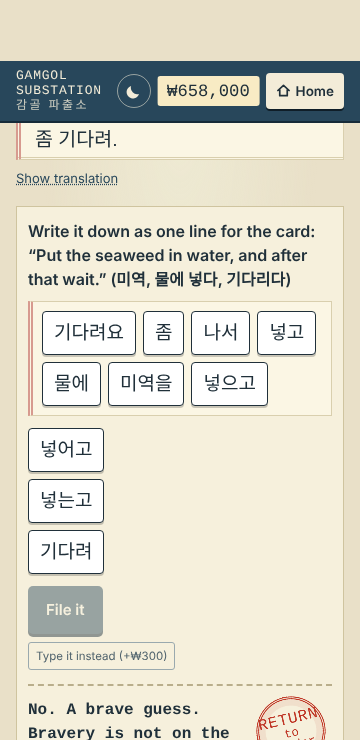 GAMGOL
SUBSTATION
감골 파출소
₩658,000
Home
좀 기다려.
Show translation
Write it down as one line for the card:
“Put the seaweed in water, and after
that wait.” (미역, 물에 넣다, 기다리다)
기다려요 좀 나서 넣고
물에 미역을 넣으고
넣어고
넣는고
기다려
File it
Type it instead (+₩300)
No. A brave guess.
Bravery is not on the
RETURN
to